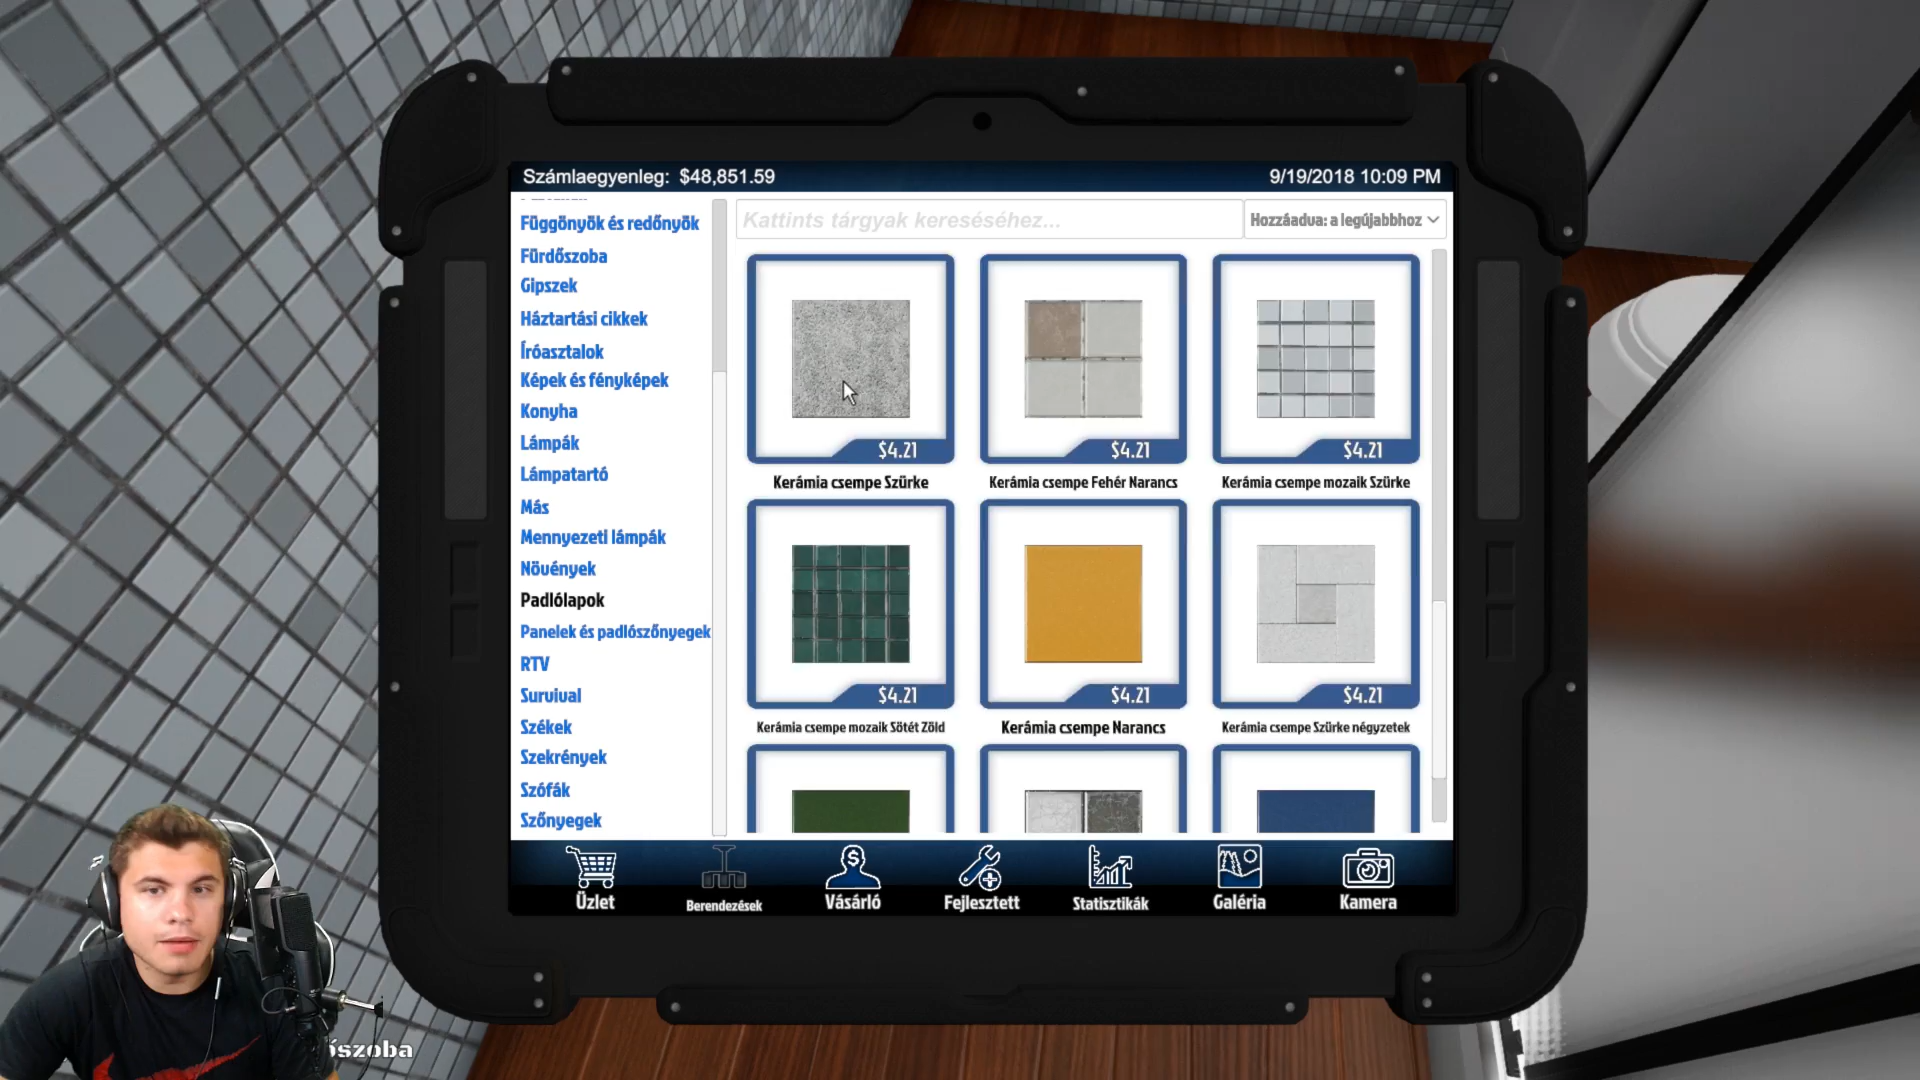 Számlaegyenleg: $48,851.59
9/19/2018 10:09 PM
Kattints tárgyak kereséséhez...
Hozzáadva: a legújabbhoz
Függönyök és redőnyök
Fürdőszoba
Gipszek
Háztartási cikkek
Íróasztalok
Képek és fényképek
Konyha
Lámpák
Lámpatartó
Más
Mennyezeti lámpák
Növények
Padlólapok
Panelek és padlószőnyegek
RTV
Survival
Székek
Szekrények
Szófák
Szőnyegek
$4.21 $4.21 $4.21
Kerámia csempe Szürke
Kerámia csempe Fehér Narancs
Kerámia csempe mozaik Szürke
$4.21 $4.21 $4.21
Kerámia csempe mozaik Sötét Zöld
Kerámia csempe Narancs
Kerámia csempe Szürke négyzetek
Üzlet
Berendezések
Vásárló
Fejlesztett
Statisztikák
Galéria
Kamera